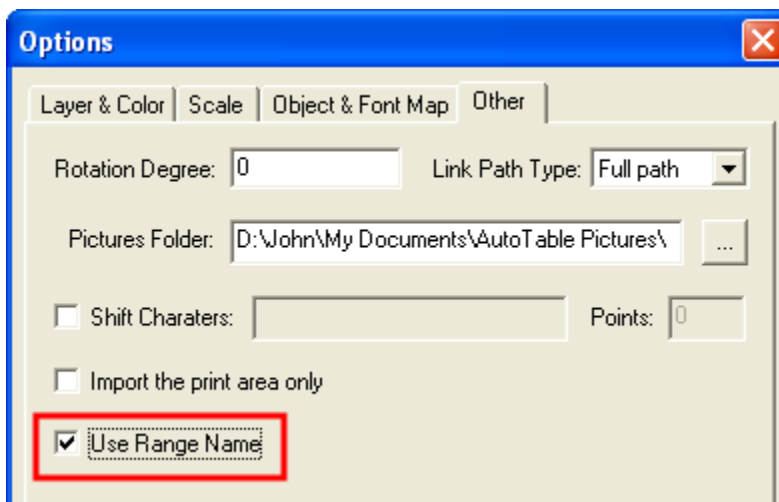 Options
Layer & Color Scale Object & Font Map Other
Rotation Degree: 0 Link Path Type: Full path
Pictures Folder: D:\John\My Documents\AutoTable Pictures\ ...
Shift Charaters: Points: 0
Import the print area only
Use Range Name